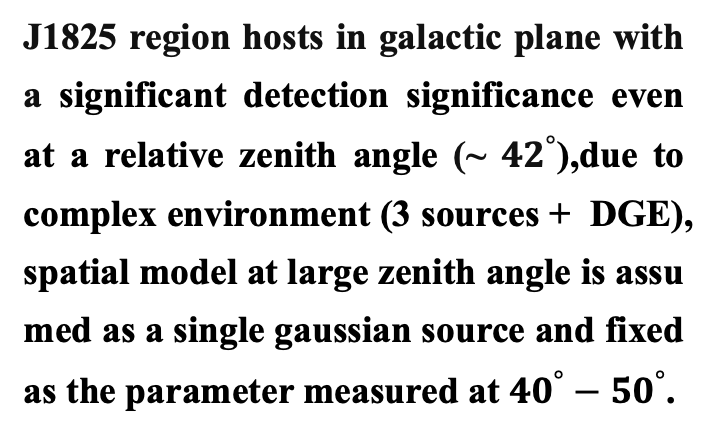 J1825 region hosts in galactic plane with
a significant detection significance even
at a relative zenith angle (~ 42°),due to
complex environment (3 sources + DGE),
spatial model at large zenith angle is assu
med as a single gaussian source and fixed
as the parameter measured at 40° − 50°.